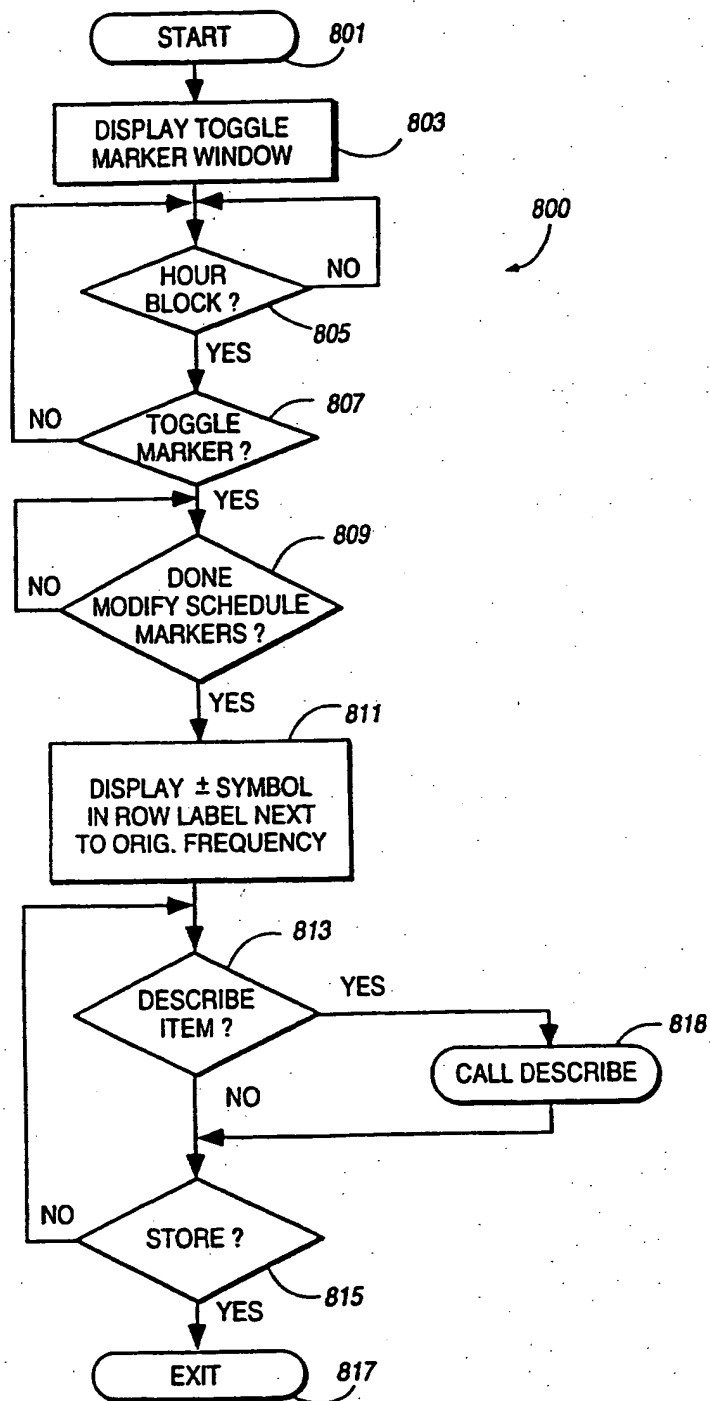 START
801
DISPLAY TOGGLE
MARKER WINDOW
803
800
HOUR
BLOCK ?
NO
805
YES
807
NO
TOGGLE
MARKER ?
YES
809
NO
DONE
MODIFY SCHEDULE
MARKERS ?
YES
811
DISPLAY ± SYMBOL
IN ROW LABEL NEXT
TO ORIG. FREQUENCY
813
DESCRIBE
ITEM ?
YES
818
CALL DESCRIBE
NO
NO
STORE ?
815
YES
EXIT
817